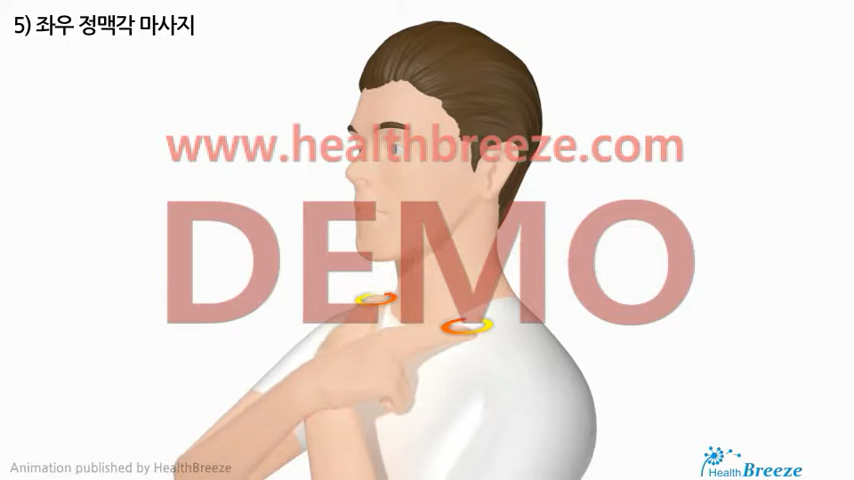 5) 좌우 정맥각 마사지
www.healthbreeze.com
DEMO
Animation published by HealthBreeze
Health Breeze